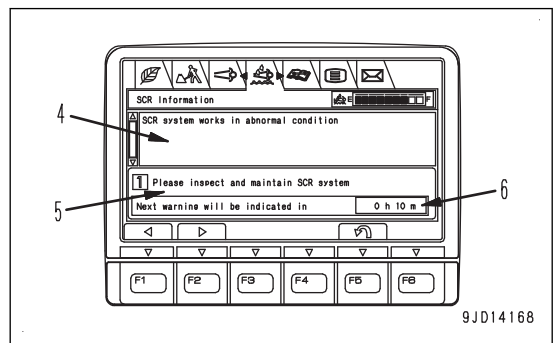 SCR Information
E F
SCR system works in abnormal condition
1 Please inspect and maintain SCR system
Next warning will be indicated in 0 h 10 m
4
5
6
F1 F2 F3 F4 F5 F6
9JD14168